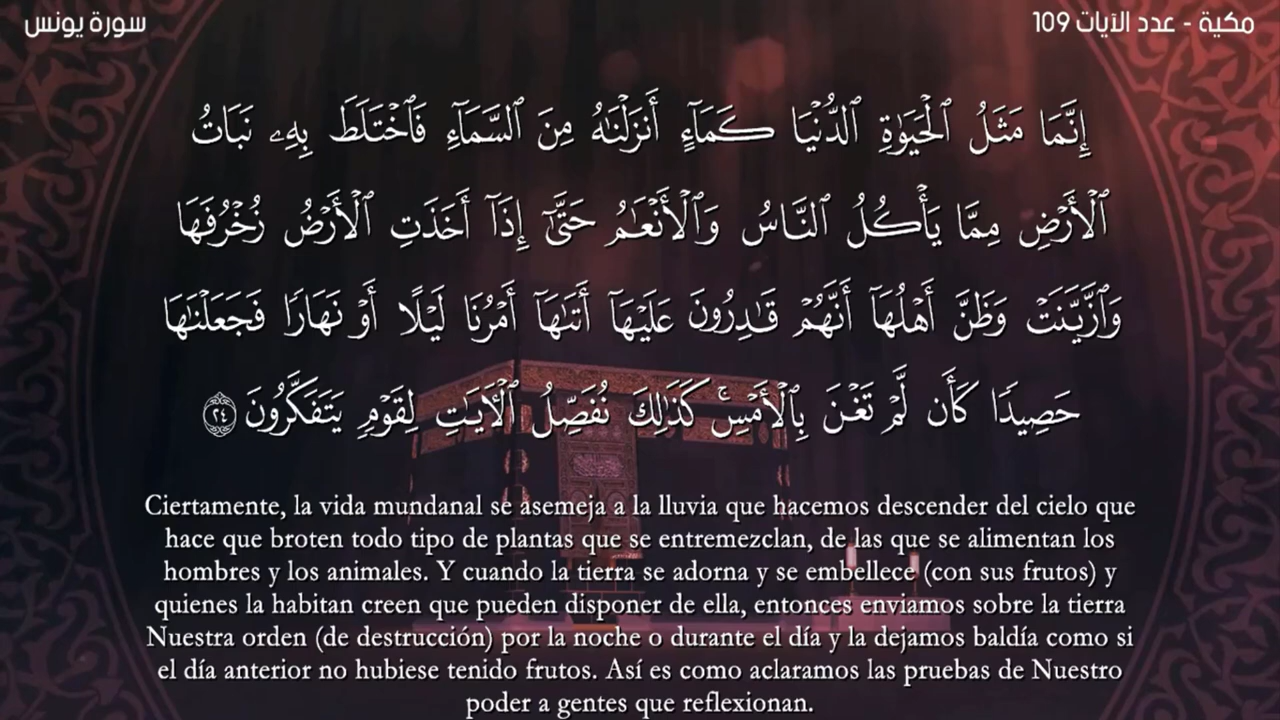 مكية - عدد الآيات 109
سورة يونس
إِنَّمَا مَثَلُ ٱلْحَيَوٰةِ ٱلدُّنْيَا كَمَآءٍ أَنزَلْنَٰهُ مِنَ ٱلسَّمَآءِ فَٱخْتَلَطَ بِهِۦ نَبَاتُ
ٱلْأَرْضِ مِمَّا يَأْكُلُ ٱلنَّاسُ وَٱلْأَنْعَٰمُ حَتَّىٰٓ إِذَآ أَخَذَتِ ٱلْأَرْضُ زُخْرُفَهَا
وَٱزَّيَّنَتْ وَظَنَّ أَهْلُهَآ أَنَّهُمْ قَٰدِرُونَ عَلَيْهَآ أَتَىٰهَآ أَمْرُنَا لَيْلًا أَوْ نَهَارًا فَجَعَلْنَٰهَا
حَصِيدًا كَأَن لَّمْ تَغْنَ بِٱلْأَمْسِ ۚ كَذَٰلِكَ نُفَصِّلُ ٱلْءَايَٰتِ لِقَوْمٍ يَتَفَكَّرُونَ ٢٤
Ciertamente, la vida mundanal se asemeja a la lluvia que hacemos descender del cielo que
hace que broten todo tipo de plantas que se entremezclan, de las que se alimentan los
hombres y los animales. Y cuando la tierra se adorna y se embellece (con sus frutos) y
quienes la habitan creen que pueden disponer de ella, entonces enviamos sobre la tierra
Nuestra orden (de destrucción) por la noche o durante el día y la dejamos baldía como si
el día anterior no hubiese tenido frutos. Así es como aclaramos las pruebas de Nuestro
poder a gentes que reflexionan.